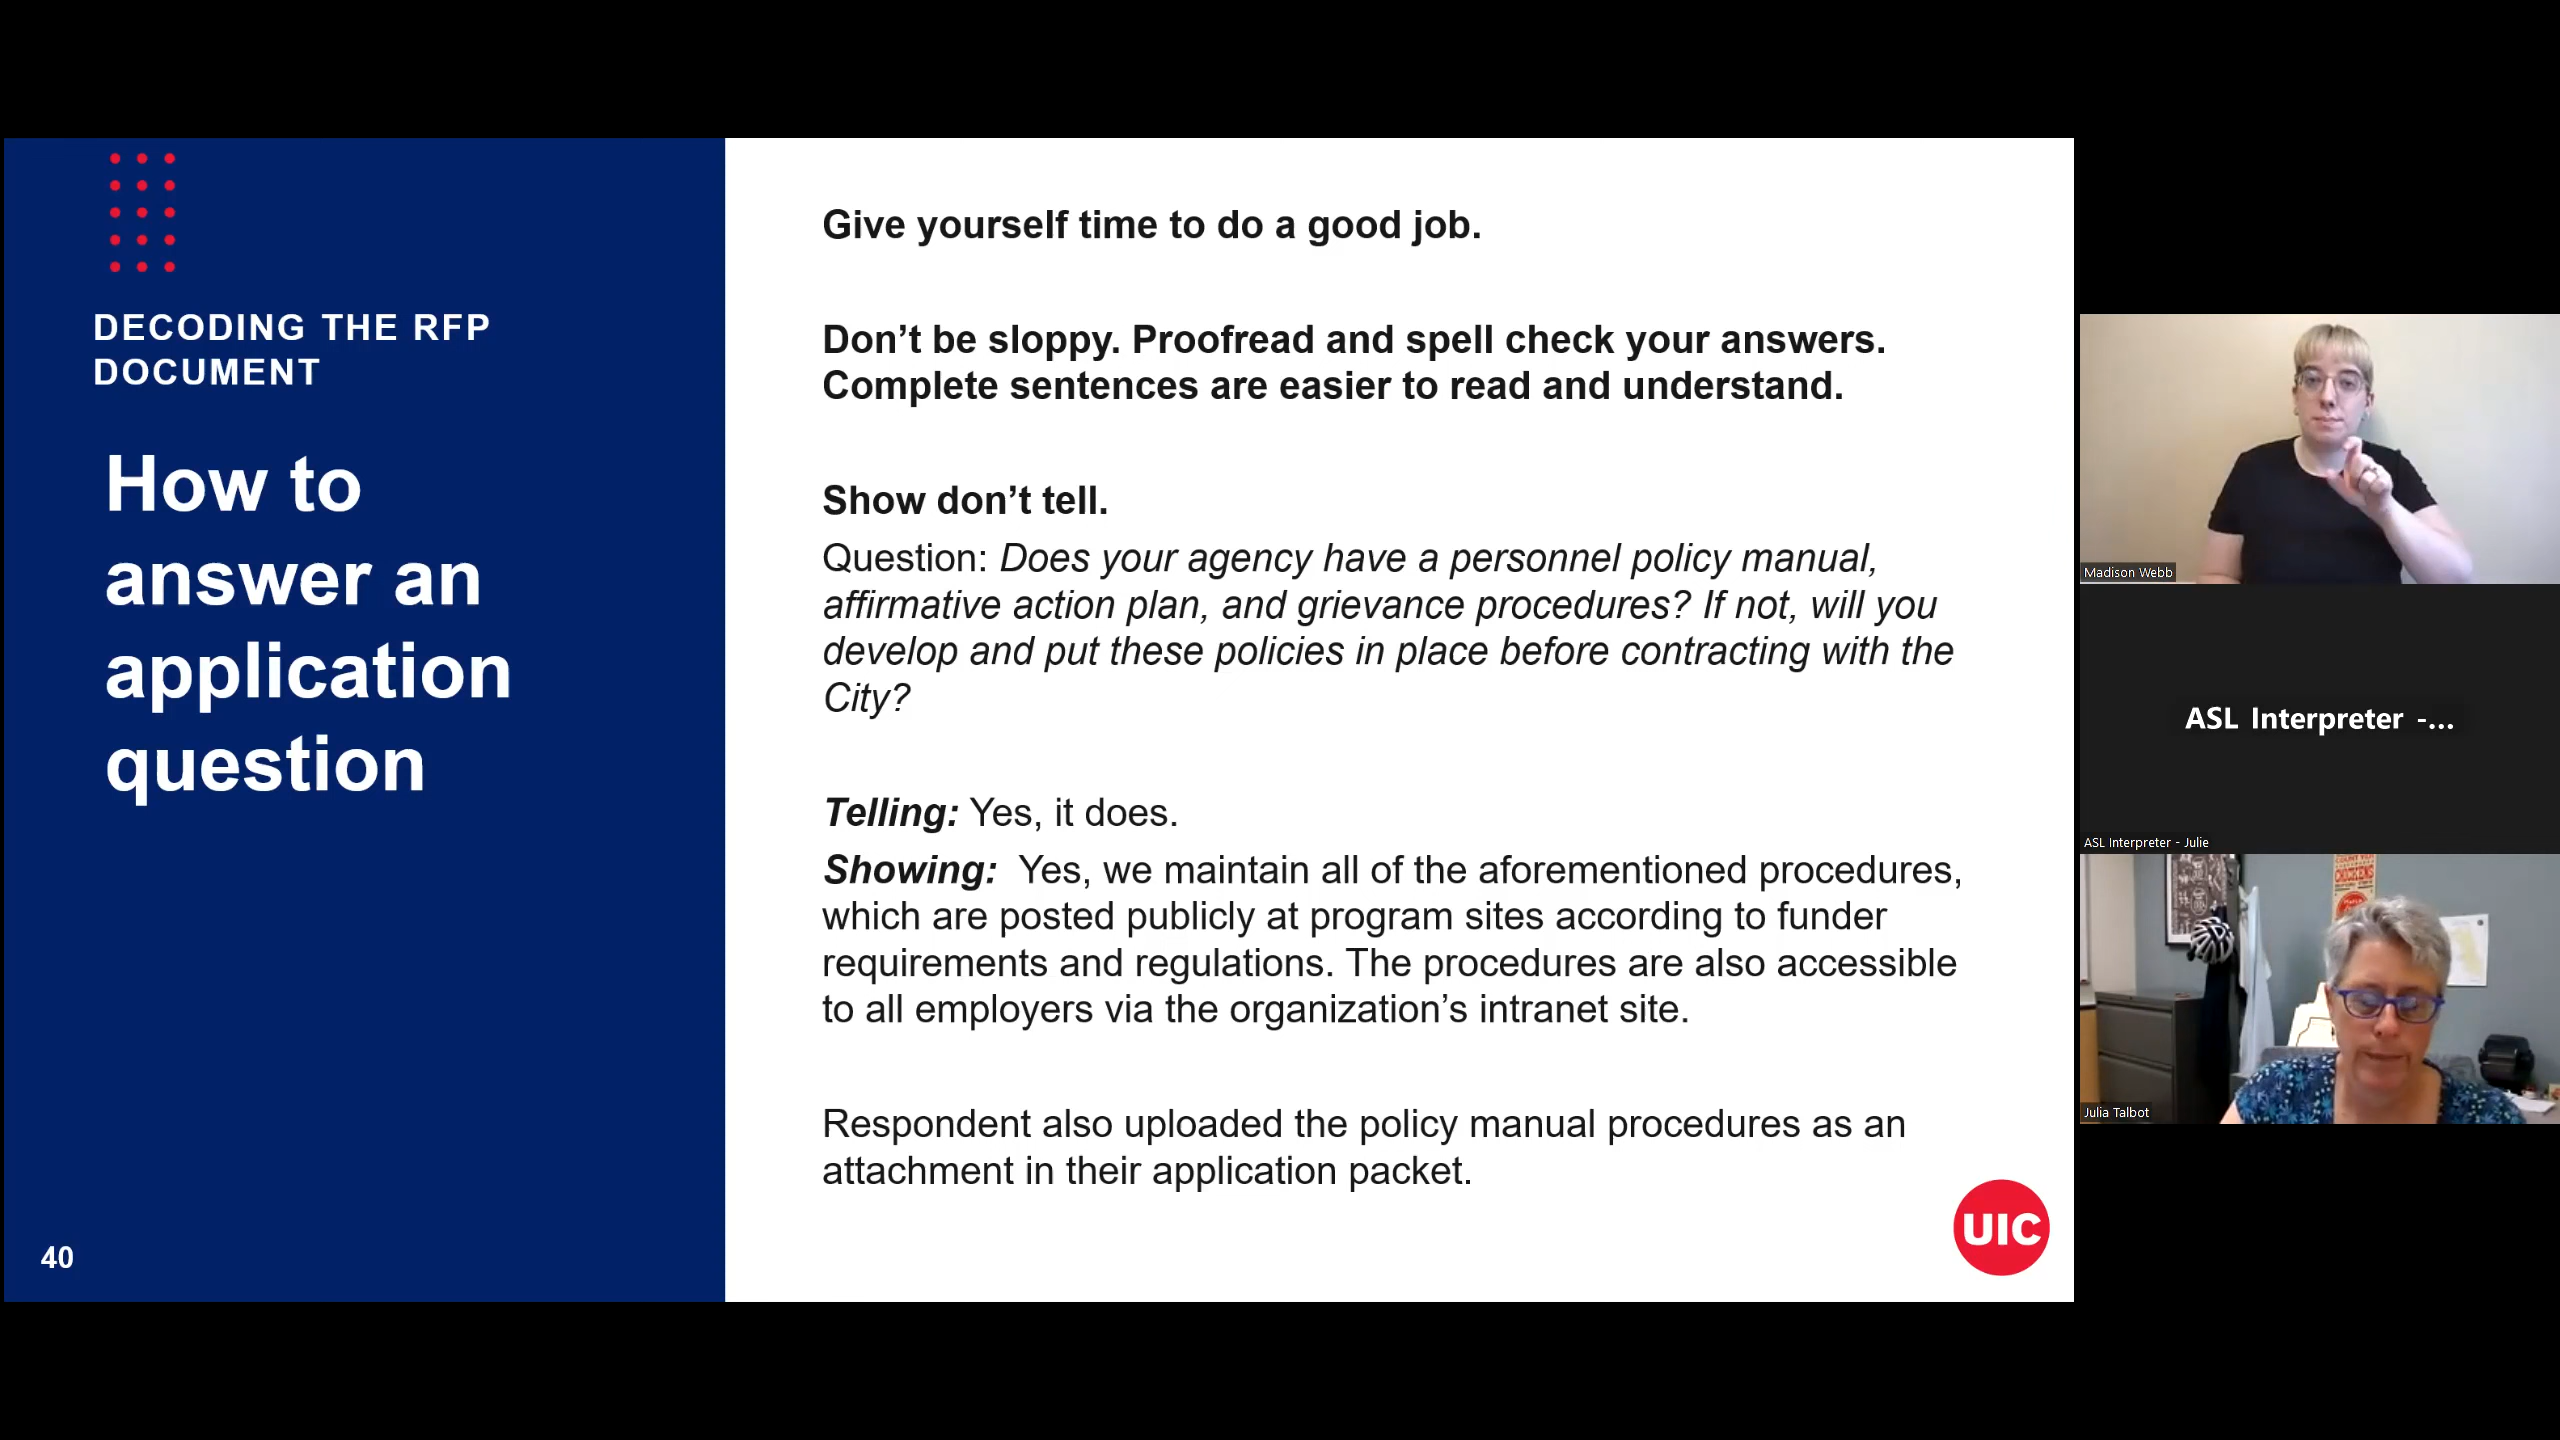 DECODING THE RFP
DOCUMENT
How to
answer an
application
question
40
Give yourself time to do a good job.
Don’t be sloppy. Proofread and spell check your answers.
Complete sentences are easier to read and understand.
Show don’t tell.
Question: Does your agency have a personnel policy manual,
affirmative action plan, and grievance procedures? If not, will you
develop and put these policies in place before contracting with the
City?
Telling: Yes, it does.
Showing: Yes, we maintain all of the aforementioned procedures,
which are posted publicly at program sites according to funder
requirements and regulations. The procedures are also accessible
to all employers via the organization’s intranet site.
Respondent also uploaded the policy manual procedures as an
attachment in their application packet.
UIC
Madison Webb
ASL Interpreter -...
ASL Interpreter - Julie
CHICKENS
Julia Talbot